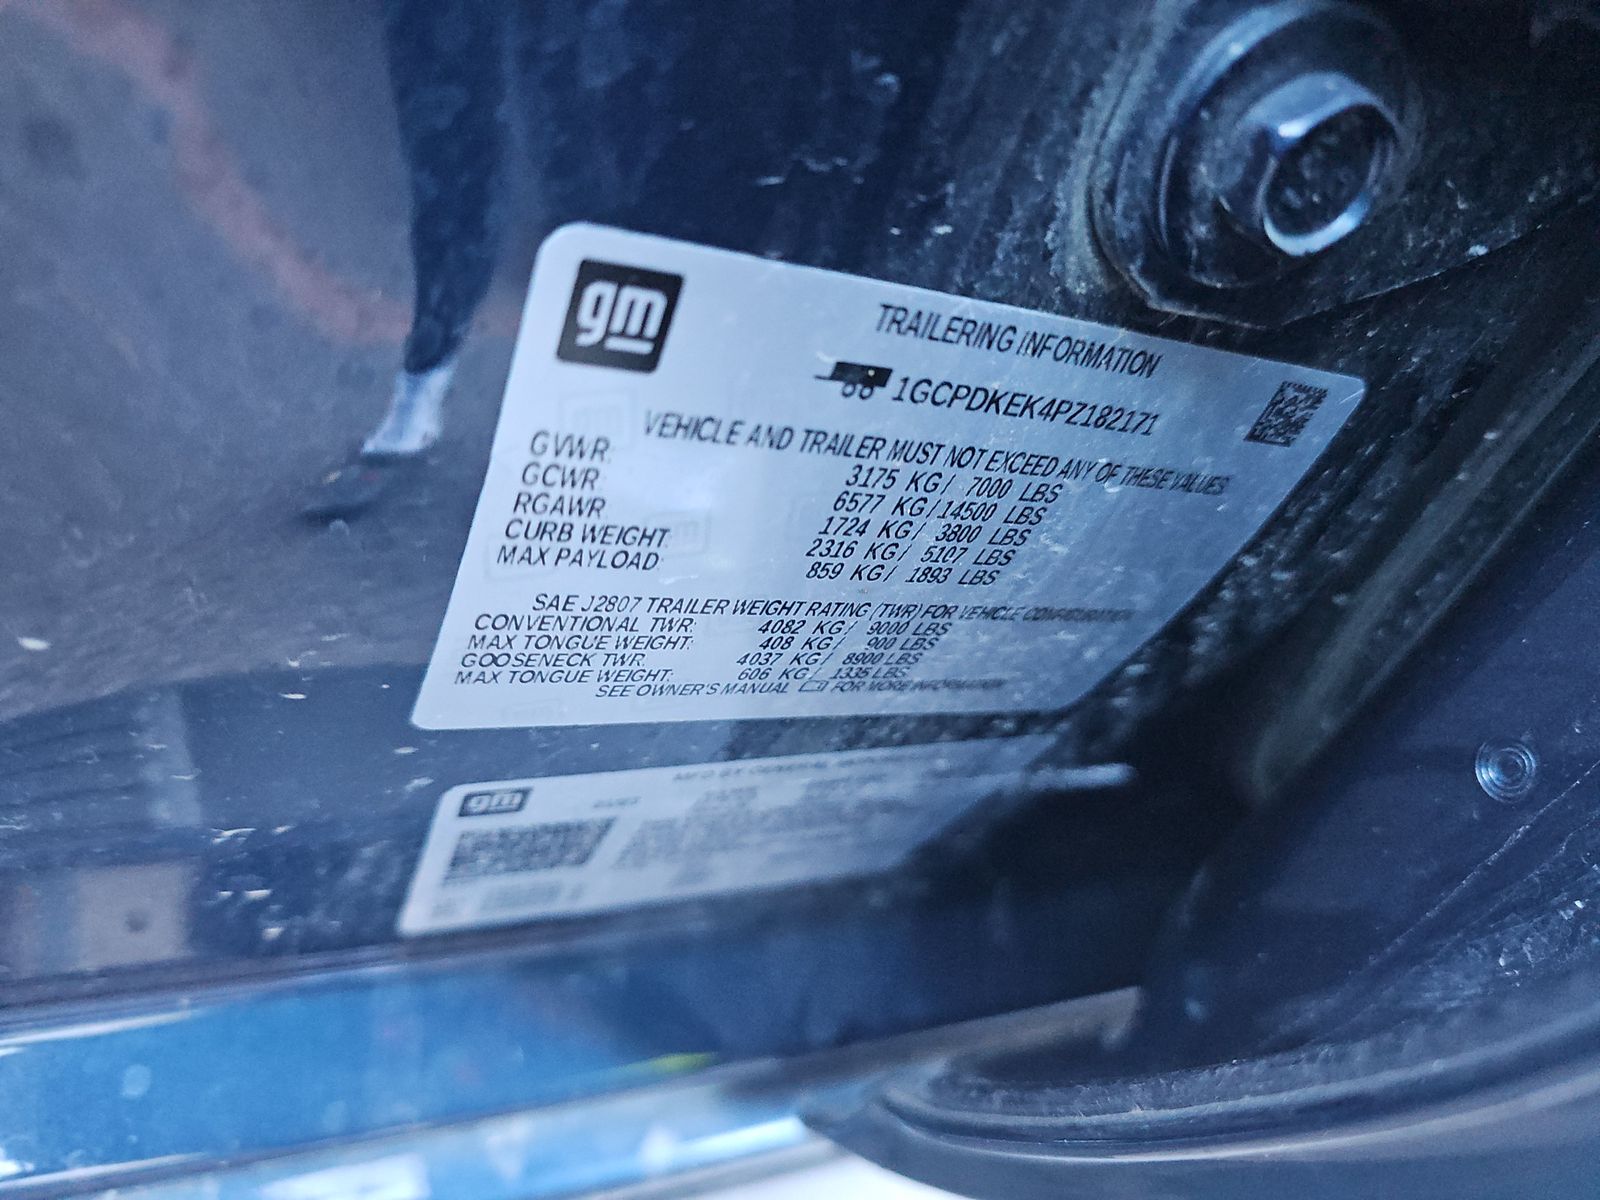 gm
TRAILERING INFORMATION
1GCPDKEK4PZ182171
VEHICLE AND TRAILER MUST NOT EXCEED ANY OF THESE VALUES
GVWR: 3175 KG/ 7000 LBS
GCWR: 6577 KG/14500 LBS
RGAWR: 1724 KG/ 3800 LBS
CURB WEIGHT: 2316 KG/ 5107 LBS
MAX PAYLOAD: 859 KG/ 1893 LBS
SAE J2807 TRAILER WEIGHT RATING (TWR) FOR VEHICLE CONFIGURATION
CONVENTIONAL TWR: 4082 KG/ 9000 LBS
MAX TONGUE WEIGHT: 408 KG/ 900 LBS
GOOSENECK TWR: 4037 KG/ 8900 LBS
MAX TONGUE WEIGHT: 606 KG/ 1335 LBS
SEE OWNER'S MANUAL FOR MORE INFORMATION
gm
MFD BY GENERAL